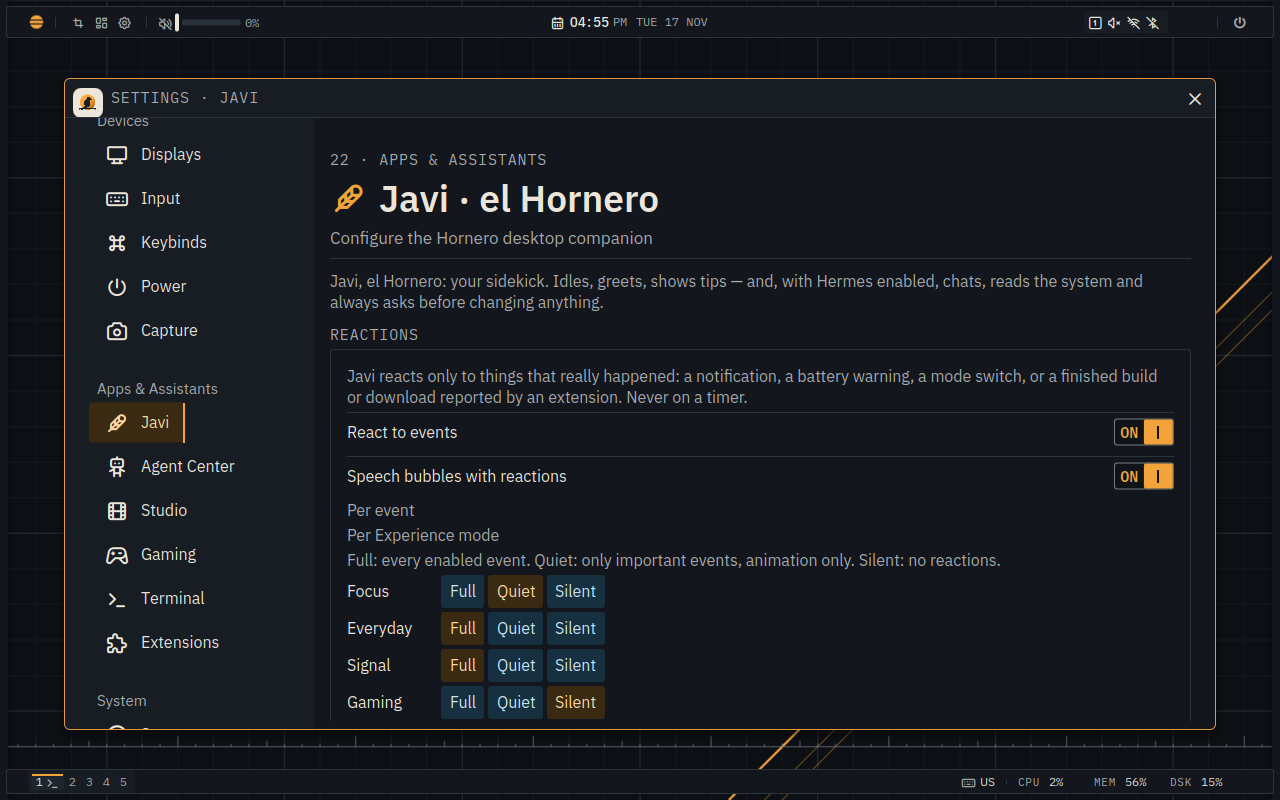 0%
04:55 PM TUE 17 NOV
1
SETTINGS · JAVI
Devices
Displays
Input
Keybinds
Power
Capture
Apps & Assistants
Javi
Agent Center
Studio
Gaming
Terminal
Extensions
System
22 · APPS & ASSISTANTS
Javi · el Hornero
Configure the Hornero desktop companion
Javi, el Hornero: your sidekick. Idles, greets, shows tips — and, with Hermes enabled, chats, reads the system and
always asks before changing anything.
REACTIONS
Javi reacts only to things that really happened: a notification, a battery warning, a mode switch, or a finished build
or download reported by an extension. Never on a timer.
React to events ON
Speech bubbles with reactions ON
Per event
Per Experience mode
Full: every enabled event. Quiet: only important events, animation only. Silent: no reactions.
Focus Full Quiet Silent
Everyday Full Quiet Silent
Signal Full Quiet Silent
Gaming Full Quiet Silent
1 2 3 4 5
US CPU 2% MEM 56% DSK 15%